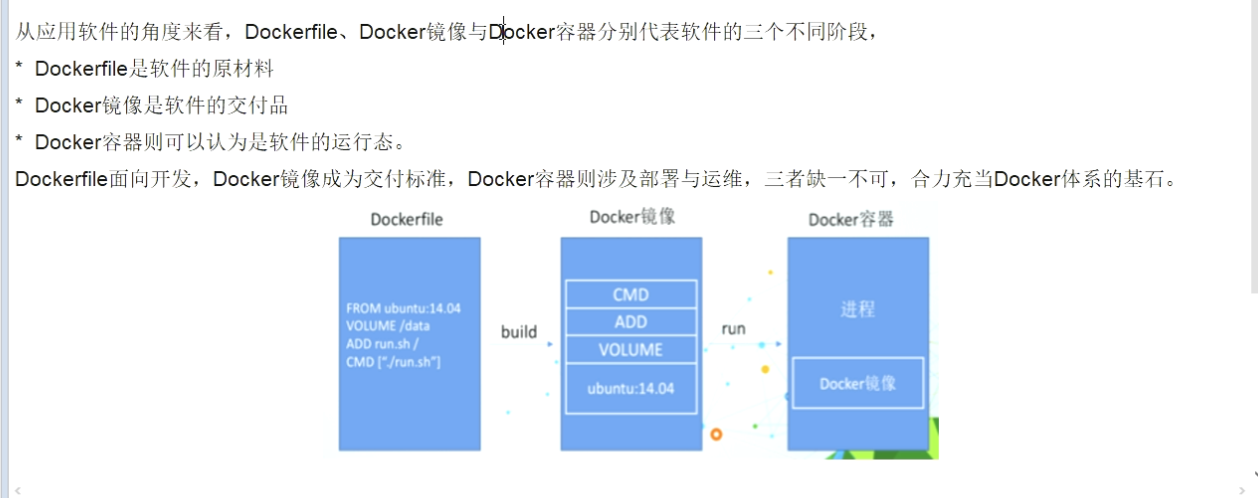 从应用软件的角度来看，Dockerfile、Docker镜像与Docker容器分别代表软件的三个不同阶段，
* Dockerfile是软件的原材料
* Docker镜像是软件的交付品
* Docker容器则可以认为是软件的运行态。
Dockerfile面向开发，Docker镜像成为交付标准，Docker容器则涉及部署与运维，三者缺一不可，合力充当Docker体系的基石。
Dockerfile
FROM ubuntu:14.04
VOLUME /data
ADD run.sh /
CMD ["./run.sh"]
build
Docker镜像
CMD
ADD
VOLUME
ubuntu:14.04
run
Docker容器
进程
Docker镜像